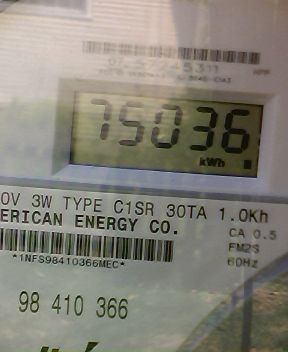 75036
kWh
0V 3W TYPE C1SR 30TA 1.0Kh
ERICAN ENERGY CO.
CA 0.5
FM2S
60Hz
*1NFS98410366MEC*
98 410 366